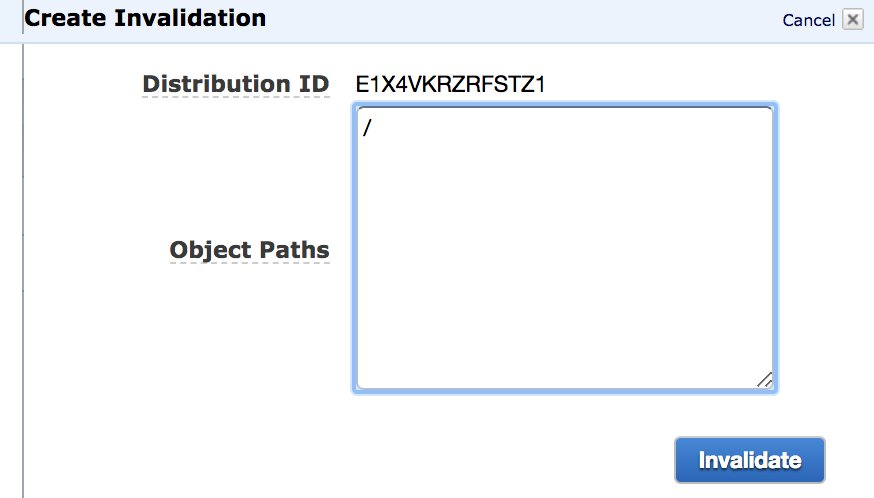 Create Invalidation
Cancel
Distribution ID E1X4VKRZRFSTZ1
/
Object Paths
Invalidate